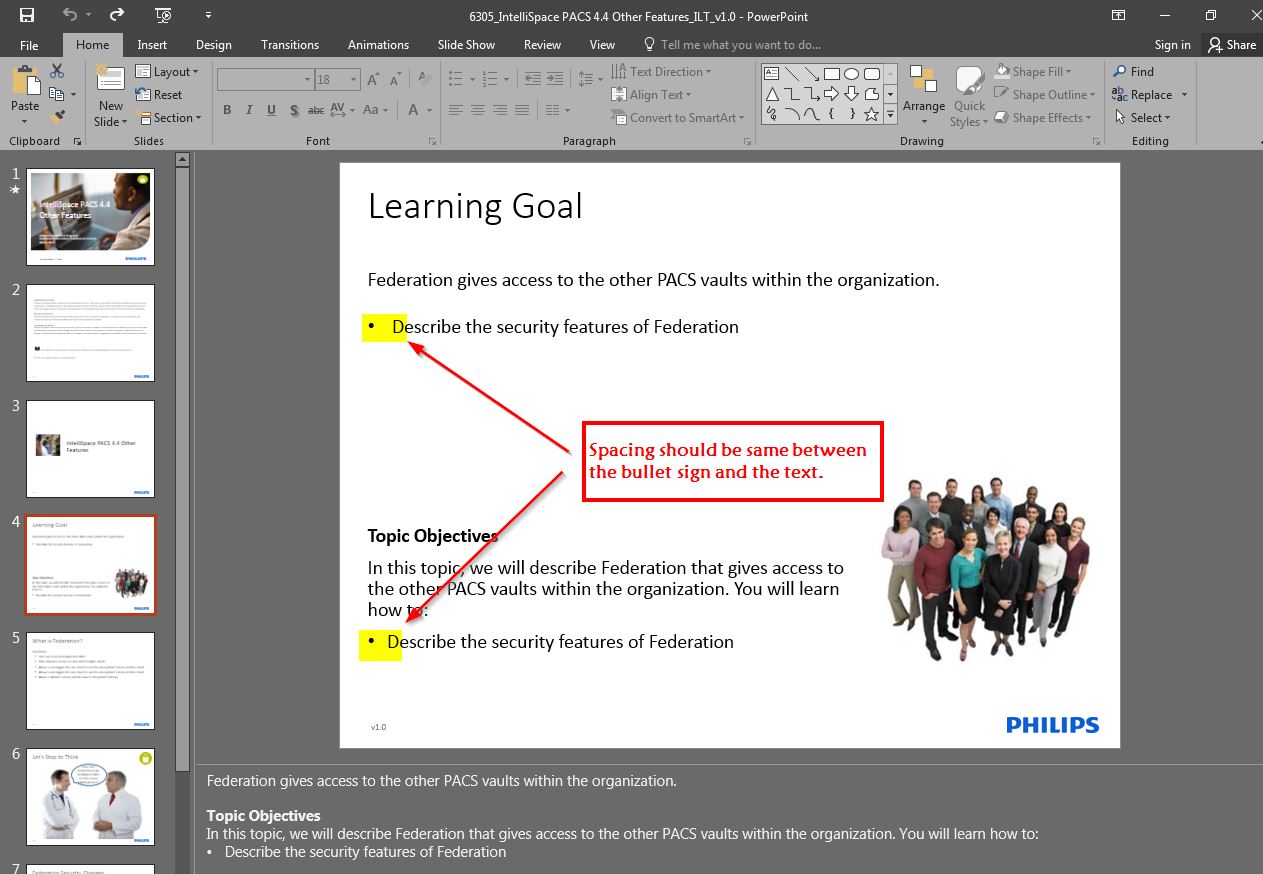 6305_IntelliSpace PACS 4.4 Other Features_ILT_v1.0 - PowerPoint
File Home Insert Design Transitions Animations Slide Show Review View Tell me what you want to do... Sign in Share
Paste
Clipboard
New
Slide
Layout
Reset
Section
Slides
18
B I U S abc AV Aa A
Font
Text Direction
Align Text
Convert to SmartArt
Paragraph
Arrange
Quick
Styles
Shape Fill
Shape Outline
Shape Effects
Drawing
Find
Replace
Select
Editing
1
IntelliSpace PACS 4.4
Other Features
PHILIPS
2
PHILIPS
3
IntelliSpace PACS 4.4 Other
Features
PHILIPS
4
Learning Goal
PHILIPS
5
What is Federation?
PHILIPS
6
Let's Stop to Think
PHILIPS
7
Federation Security Changes
Learning Goal
Federation gives access to the other PACS vaults within the organization.
• Describe the security features of Federation
Spacing should be same between
the bullet sign and the text.
Topic Objectives
In this topic, we will describe Federation that gives access to
the other PACS vaults within the organization. You will learn
how to:
• Describe the security features of Federation
v1.0
PHILIPS
Federation gives access to the other PACS vaults within the organization.
Topic Objectives
In this topic, we will describe Federation that gives access to the other PACS vaults within the organization. You will learn how to:
• Describe the security features of Federation